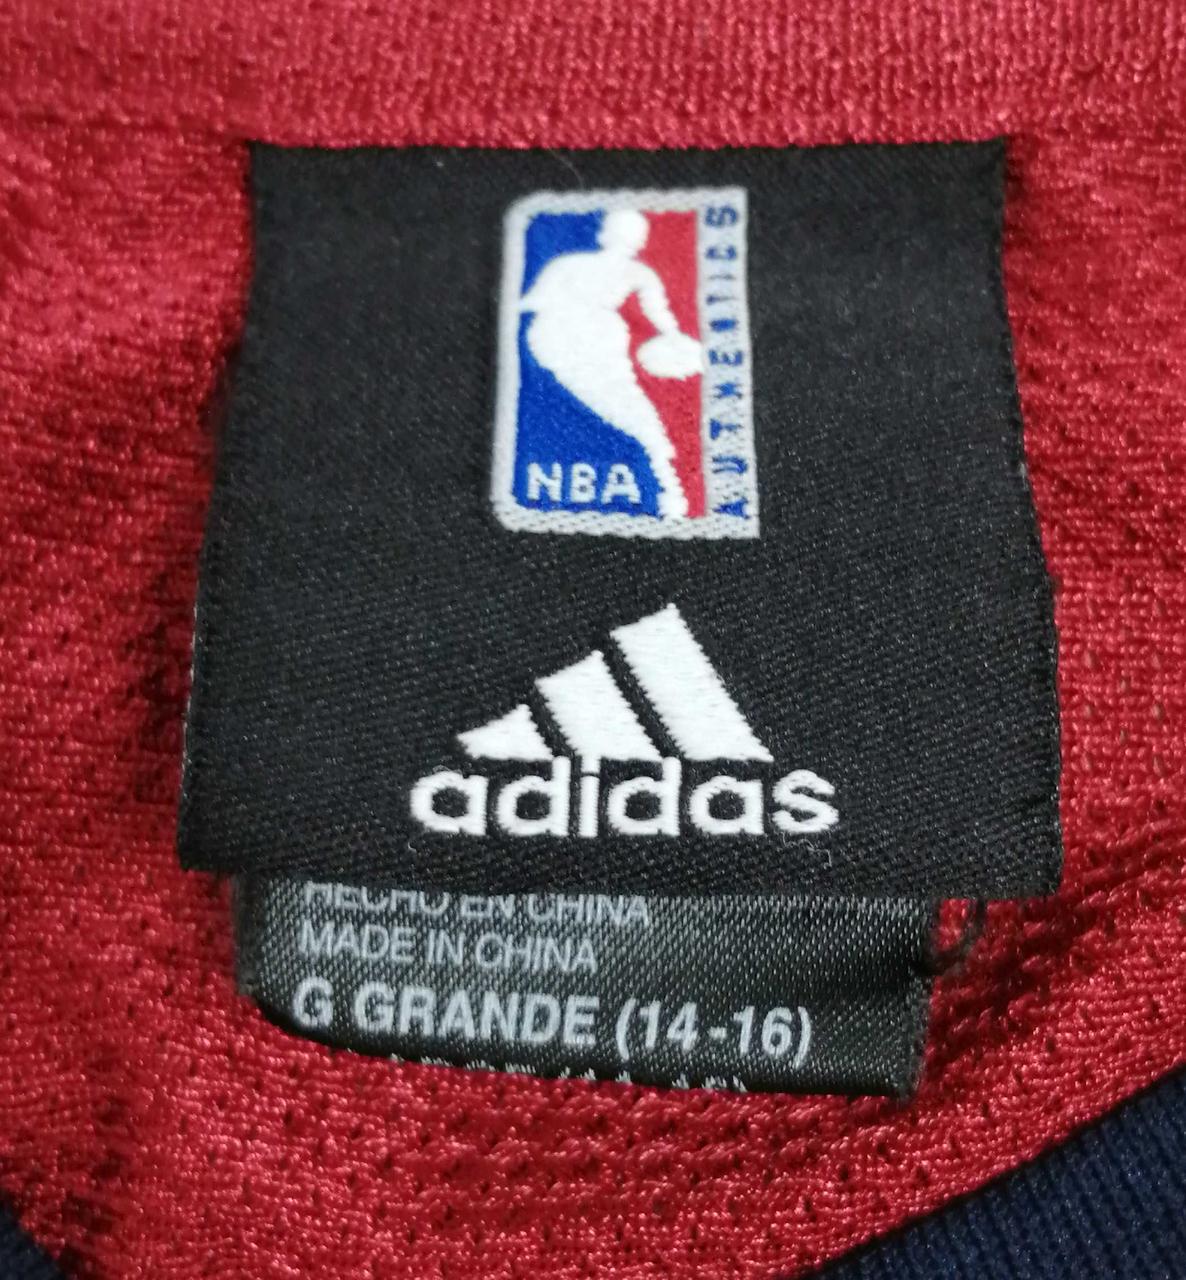 NBA
AUTHENTICS
adidas
HECHO EN CHINA
MADE IN CHINA
G GRANDE (14-16)